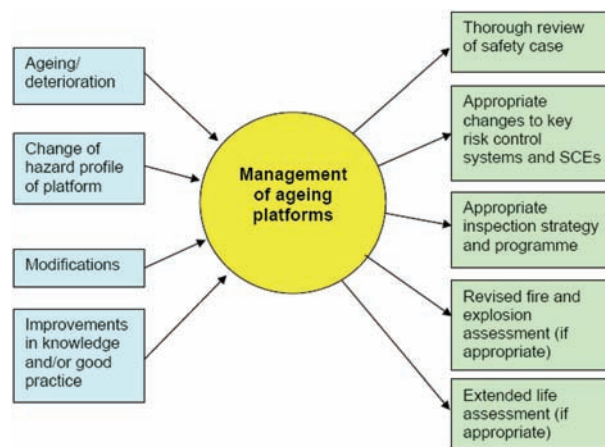 Ageing/
deterioration
Change of
hazard profile
of platform
Modifications
Improvements
in knowledge
and/or good
practice
Management
of ageing
platforms
Thorough review
of safety case
Appropriate
changes to key
risk control
systems and SCEs
Appropriate
inspection strategy
and programme
Revised fire and
explosion
assessment (if
appropriate)
Extended life
assessment (if
appropriate)